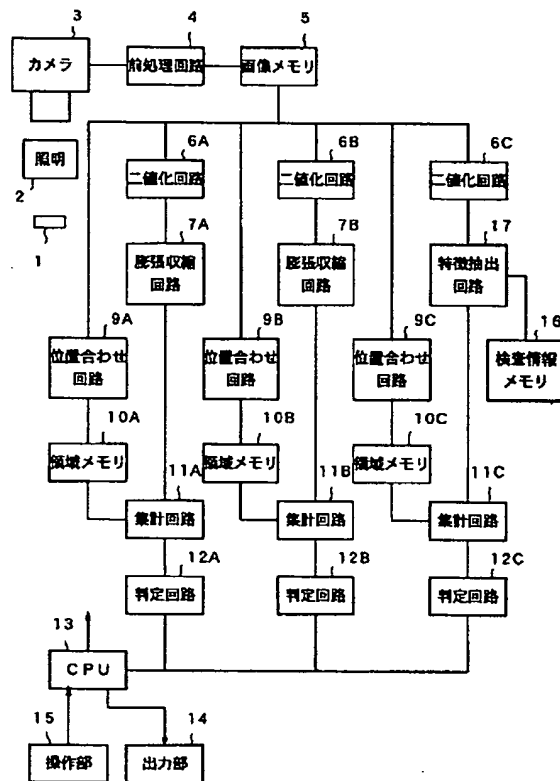 3
4
5
カメラ
前処理回路
画像メモリ
照明
2
1
6A
6B
6C
二値化回路
二値化回路
二値化回路
7A
7B
17
膨張収縮
回路
膨張収縮
回路
特徴抽出
回路
9A
9B
9C
16
位置合わせ
回路
位置合わせ
回路
位置合わせ
回路
検査情報
メモリ
10A
10B
10C
領域メモリ
領域メモリ
領域メモリ
11A
11B
11C
集計回路
集計回路
集計回路
12A
12B
12C
判定回路
判定回路
判定回路
13
CPU
15
14
操作部
出力部